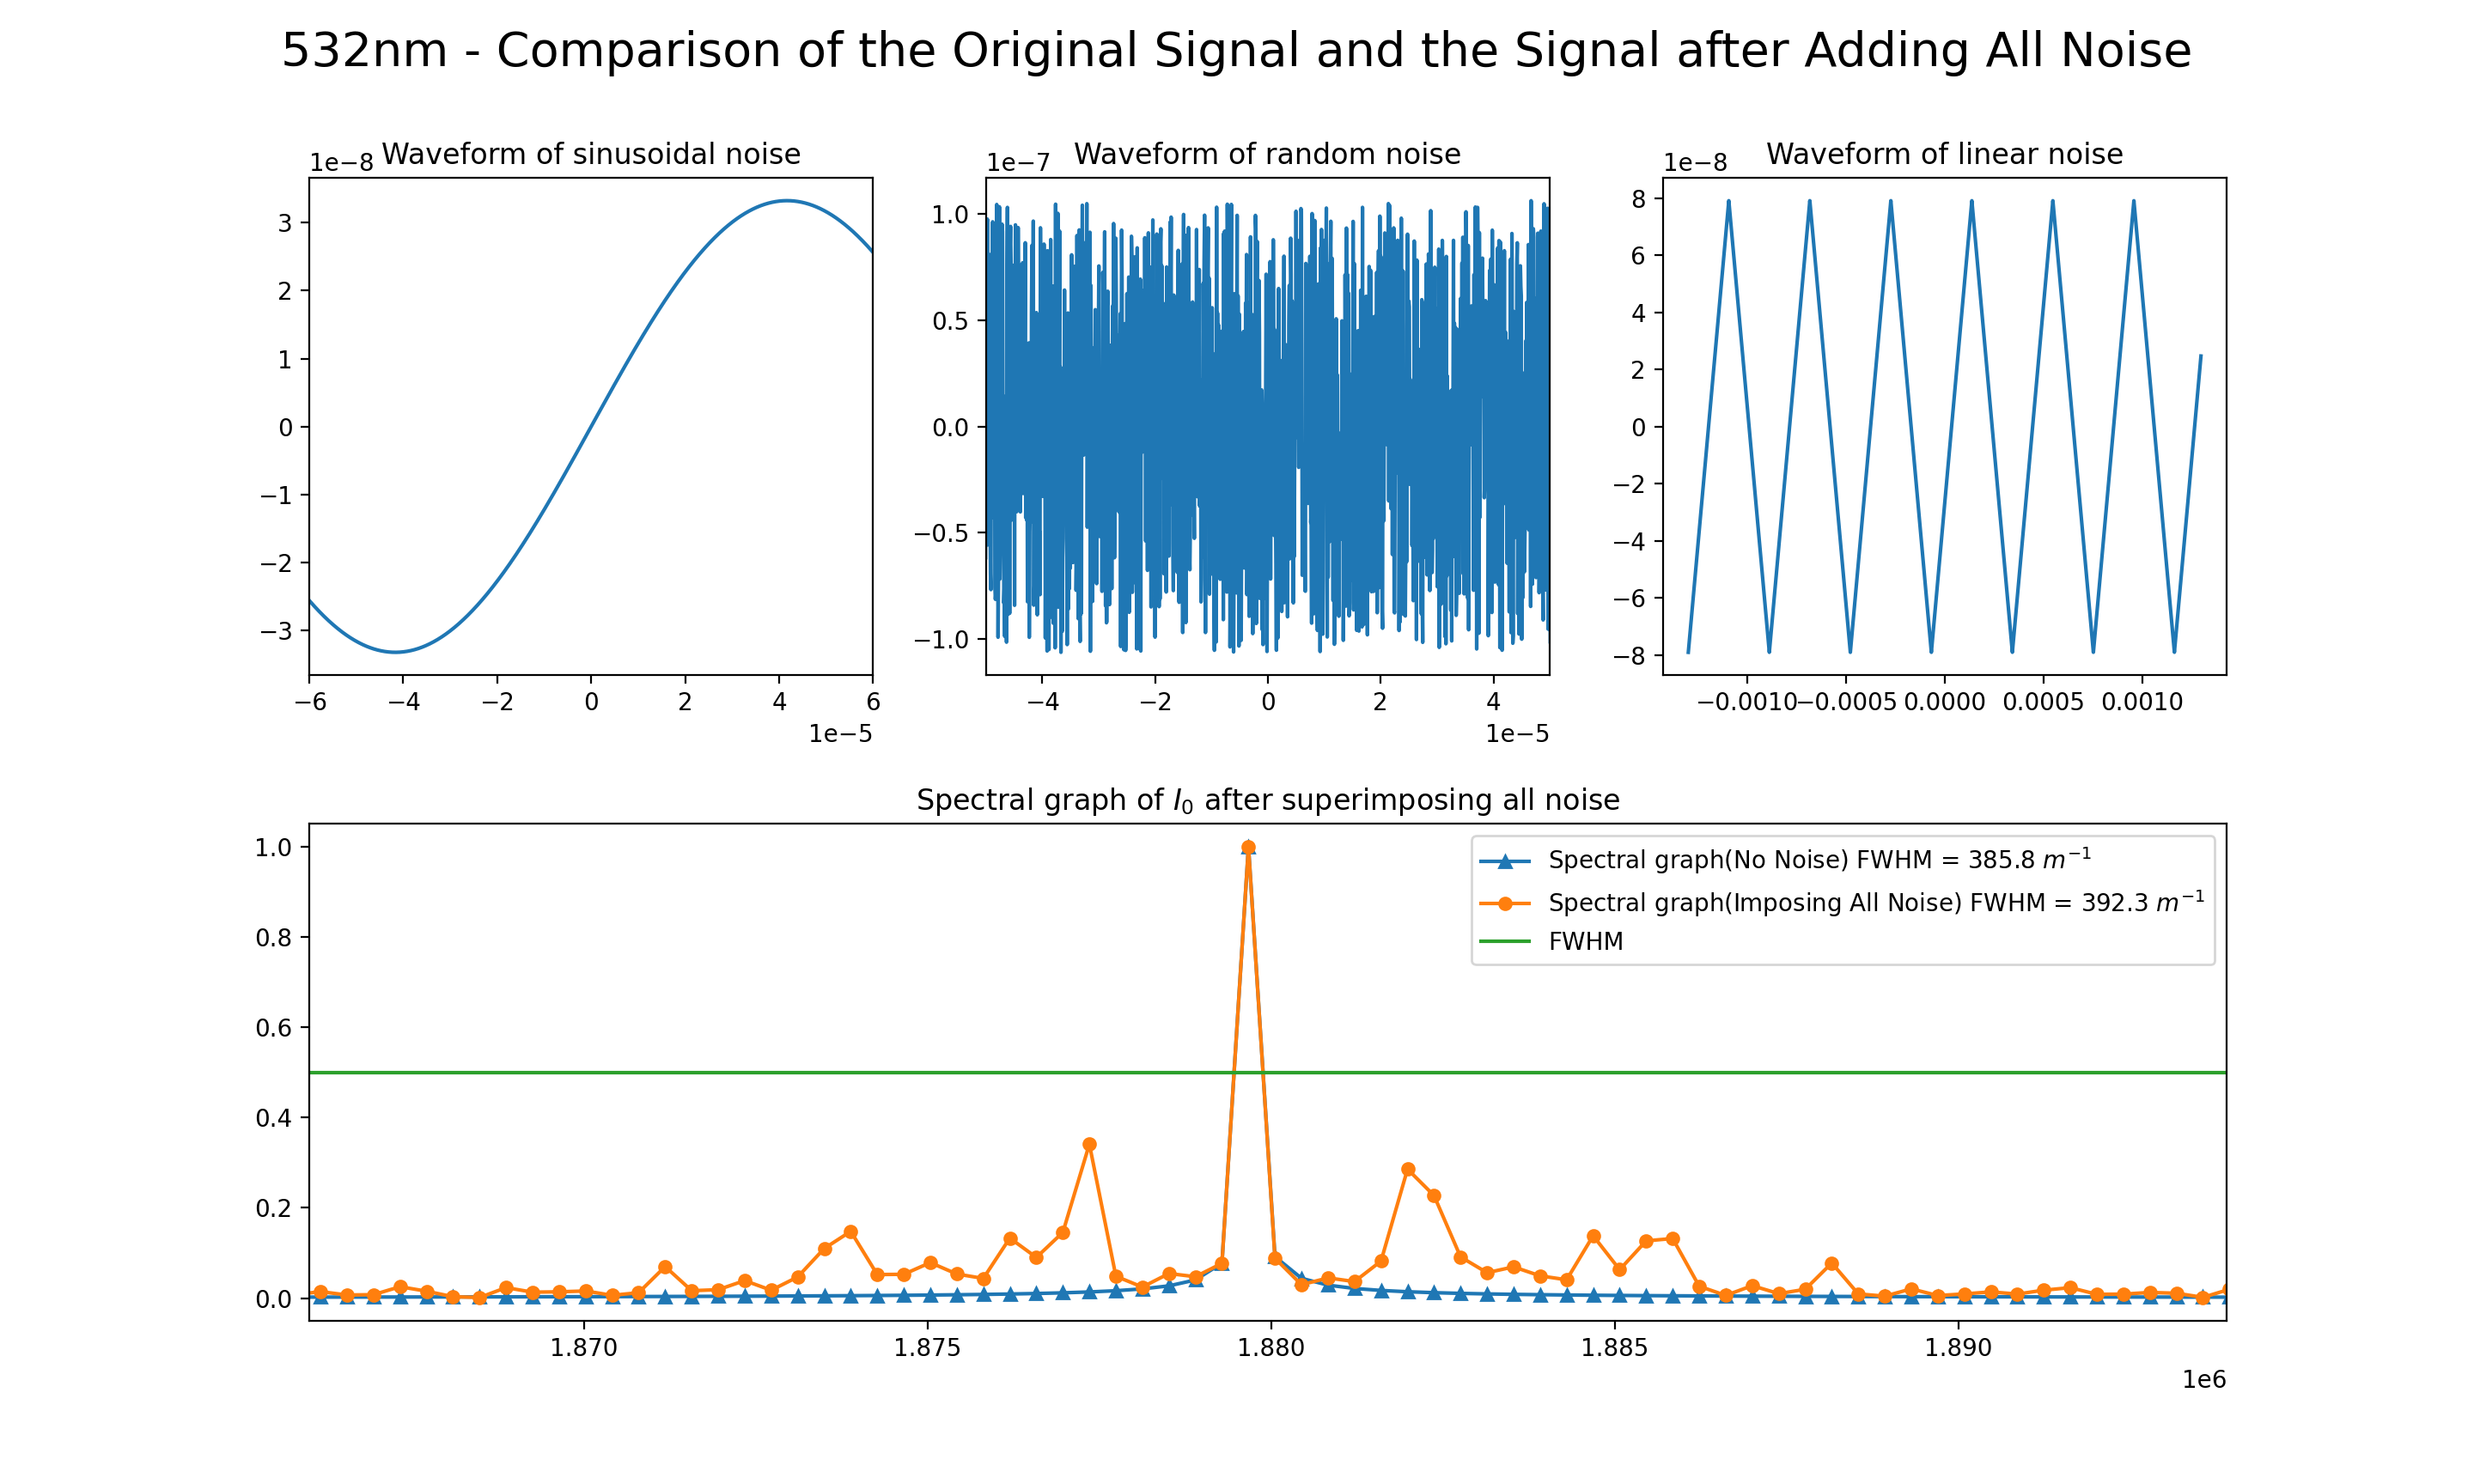 532nm - Comparison of the Original Signal and the Signal after Adding All Noise
Waveform of sinusoidal noise
1e−8
3
2
1
0
−1
−2
−3
−6 −4 −2 0 2 4 6
1e−5
Waveform of random noise
1e−7
1.0
0.5
0.0
−0.5
−1.0
−4 −2 0 2 4
1e−5
Waveform of linear noise
1e−8
8
6
4
2
0
−2
−4
−6
−8
−0.0010 −0.0005 0.0000 0.0005 0.0010
Spectral graph of I₀ after superimposing all noise
1.0
0.8
0.6
0.4
0.2
0.0
Spectral graph(No Noise) FWHM = 385.8 m⁻¹
Spectral graph(Imposing All Noise) FWHM = 392.3 m⁻¹
FWHM
1.870 1.875 1.880 1.885 1.890
1e6